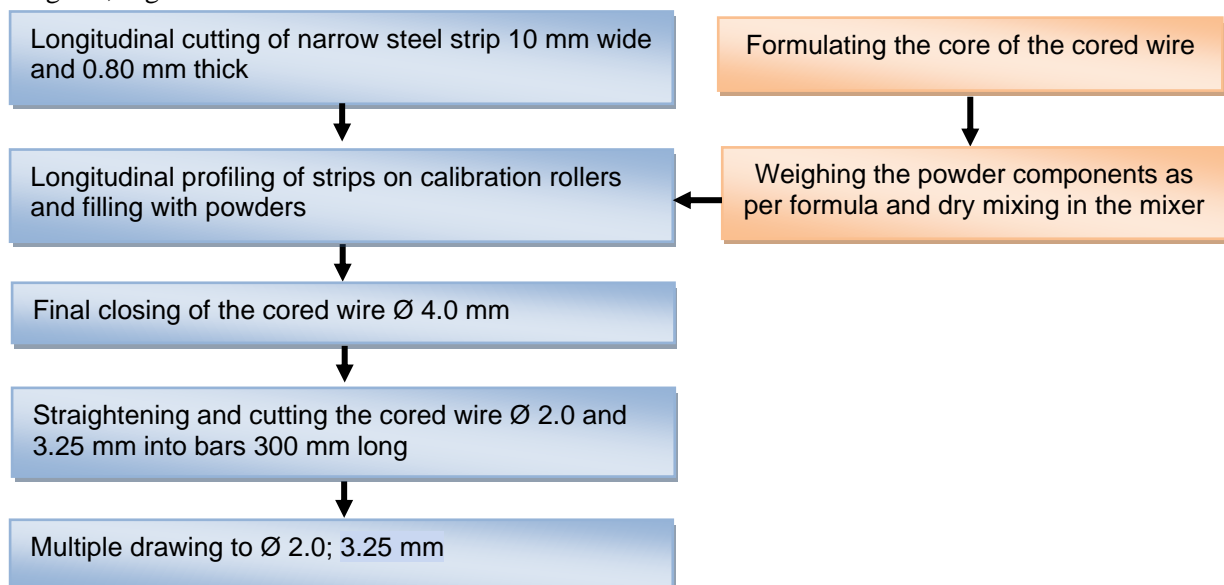 Longitudinal cutting of narrow steel strip 10 mm wide
and 0.80 mm thick
Formulating the core of the cored wire
Longitudinal profiling of strips on calibration rollers
and filling with powders
Weighing the powder components as
per formula and dry mixing in the mixer
Final closing of the cored wire Ø 4.0 mm
Straightening and cutting the cored wire Ø 2.0 and
3.25 mm into bars 300 mm long
Multiple drawing to Ø 2.0; 3.25 mm